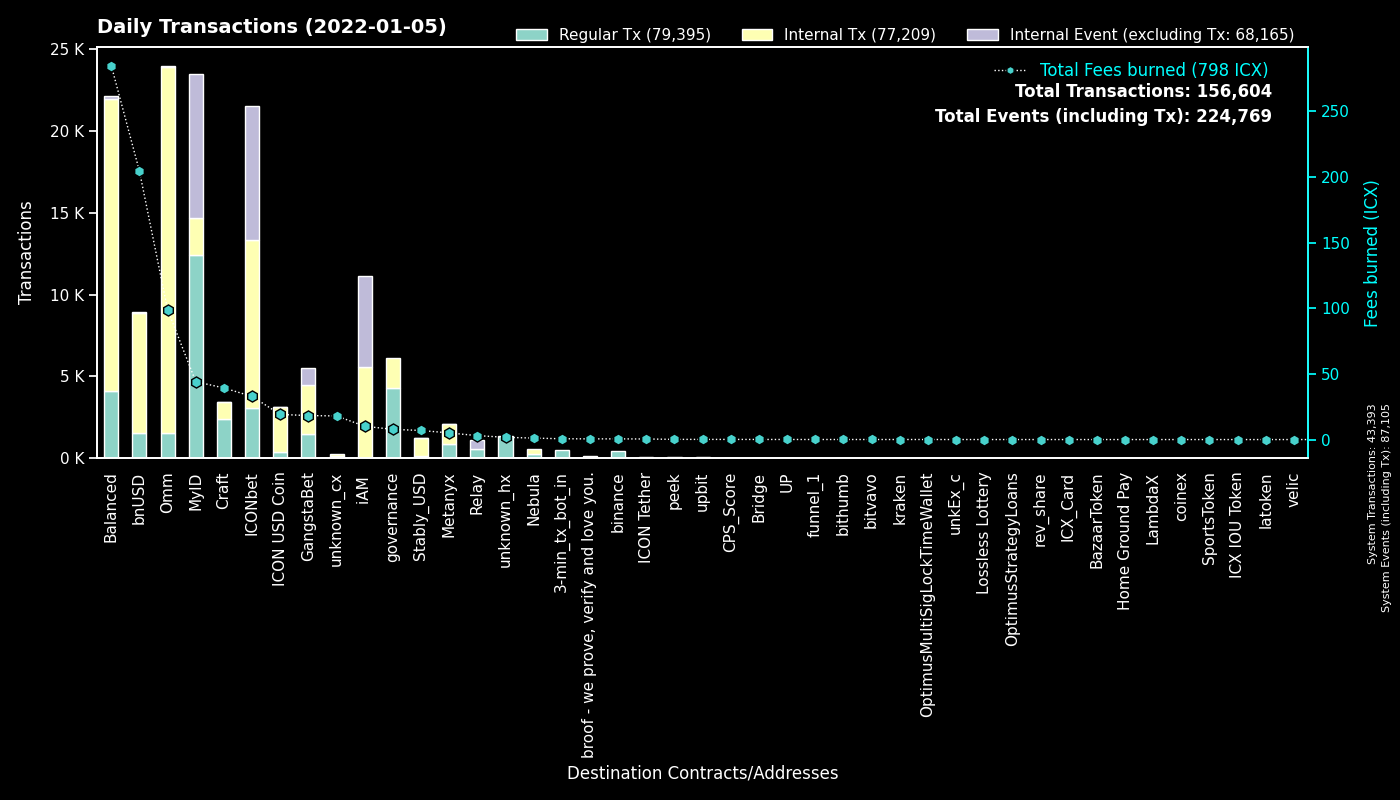 Daily Transactions (2022-01-05)
Regular Tx (79,395)
Internal Tx (77,209)
Internal Event (excluding Tx: 68,165)
Total Fees burned (798 ICX)
Total Transactions: 156,604
Total Events (including Tx): 224,769
Transactions
25 K
20 K
15 K
10 K
5 K
0 K
250
200
150
100
50
0
Fees burned (ICX)
System Transactions: 43,393
System Events (including Tx): 87,105
Balanced
bnUSD
Omm
MyID
Craft
ICONbet
ICON USD Coin
GangstaBet
unknown_cx
iAM
governance
Stably_USD
Metanyx
Relay
unknown_hx
Nebula
3-min_tx_bot_in
broof - we prove, verify and love you.
binance
ICON Tether
peek
upbit
CPS_Score
Bridge
UP
funnel_1
bithumb
bitvavo
kraken
OptimusMultiSigLockTimeWallet
unkEx_c
Lossless Lottery
OptimusStrategyLoans
rev_share
ICX_Card
BazaarToken
Home Ground Pay
LambdaX
coinex
SportsToken
ICX IOU Token
latoken
velic
Destination Contracts/Addresses